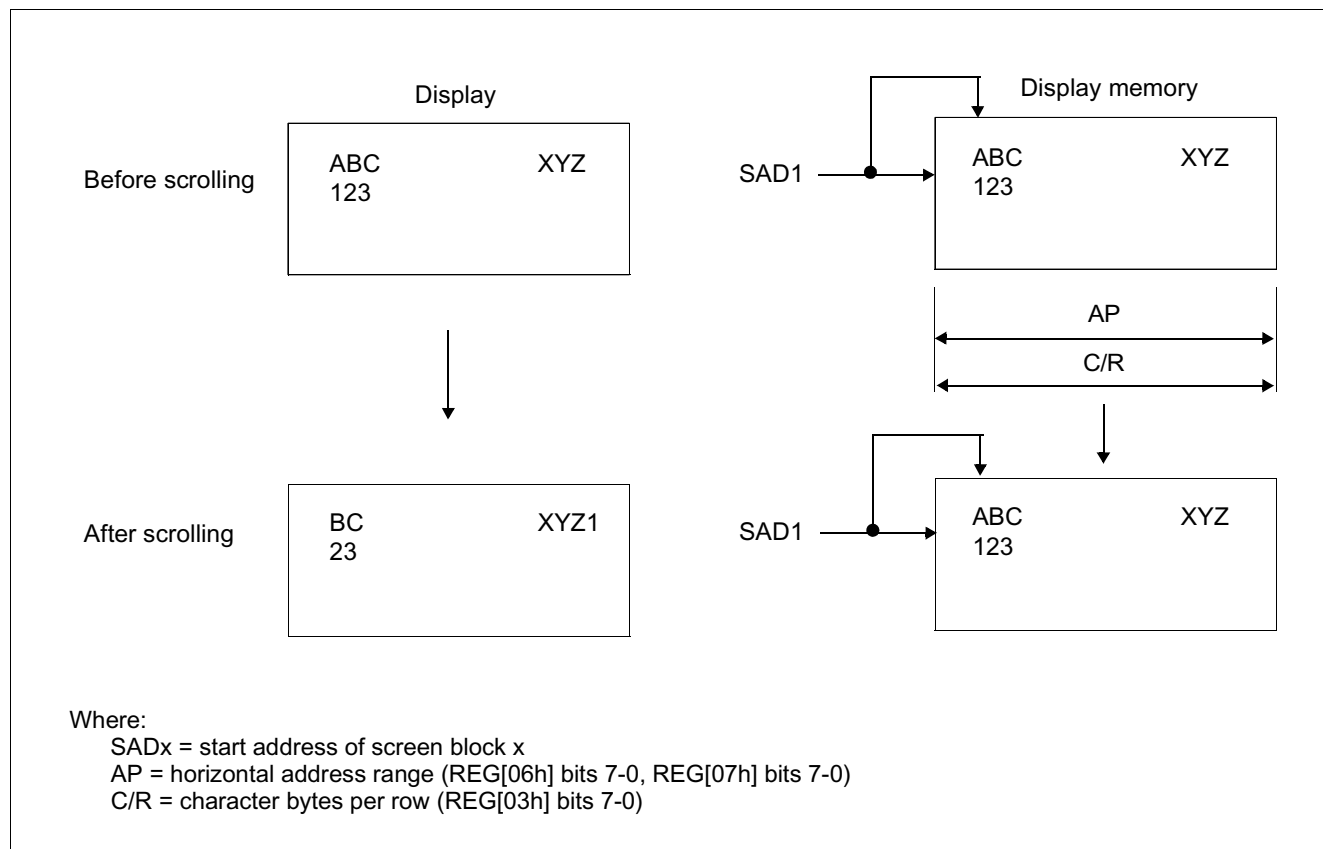 Display
Display memory
Before scrolling
ABC XYZ
123
SAD1
ABC XYZ
123
AP
C/R
After scrolling
BC XYZ1
23
SAD1
ABC XYZ
123
Where:
SADx = start address of screen block x
AP = horizontal address range (REG[06h] bits 7-0, REG[07h] bits 7-0)
C/R = character bytes per row (REG[03h] bits 7-0)